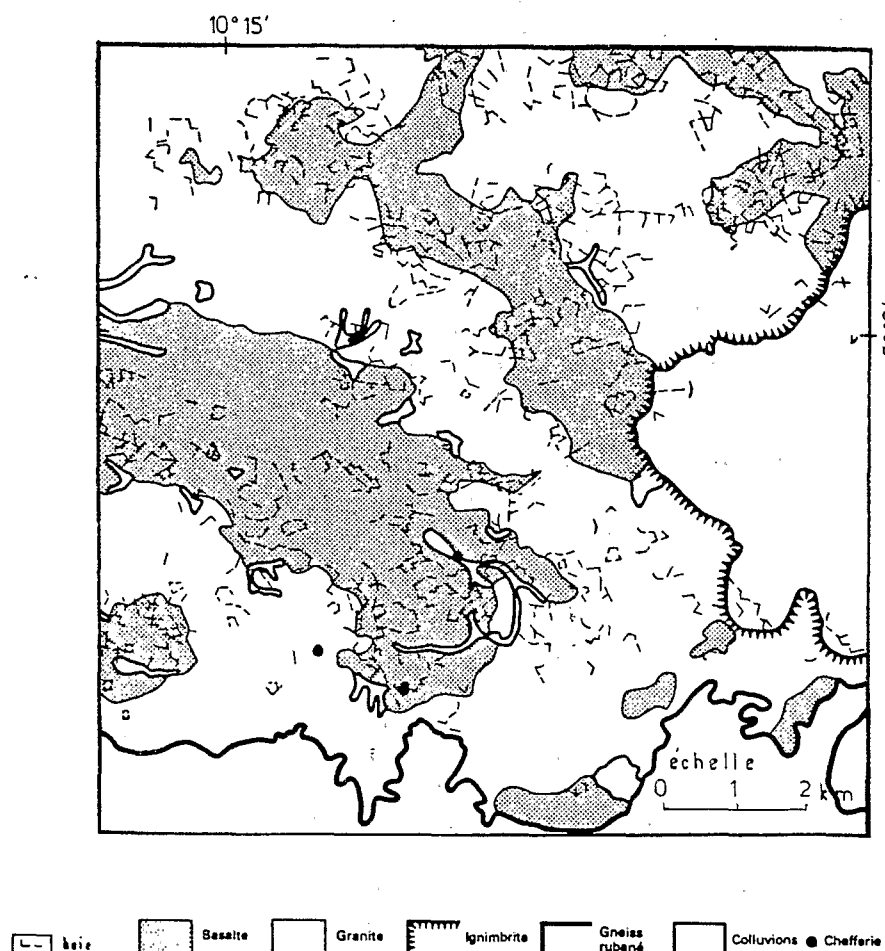 10°15'
échelle
0 1 2 km
haie
Basalte
Granite
Ignimbrite
Gneiss
rubané
Colluvions
Chefferie